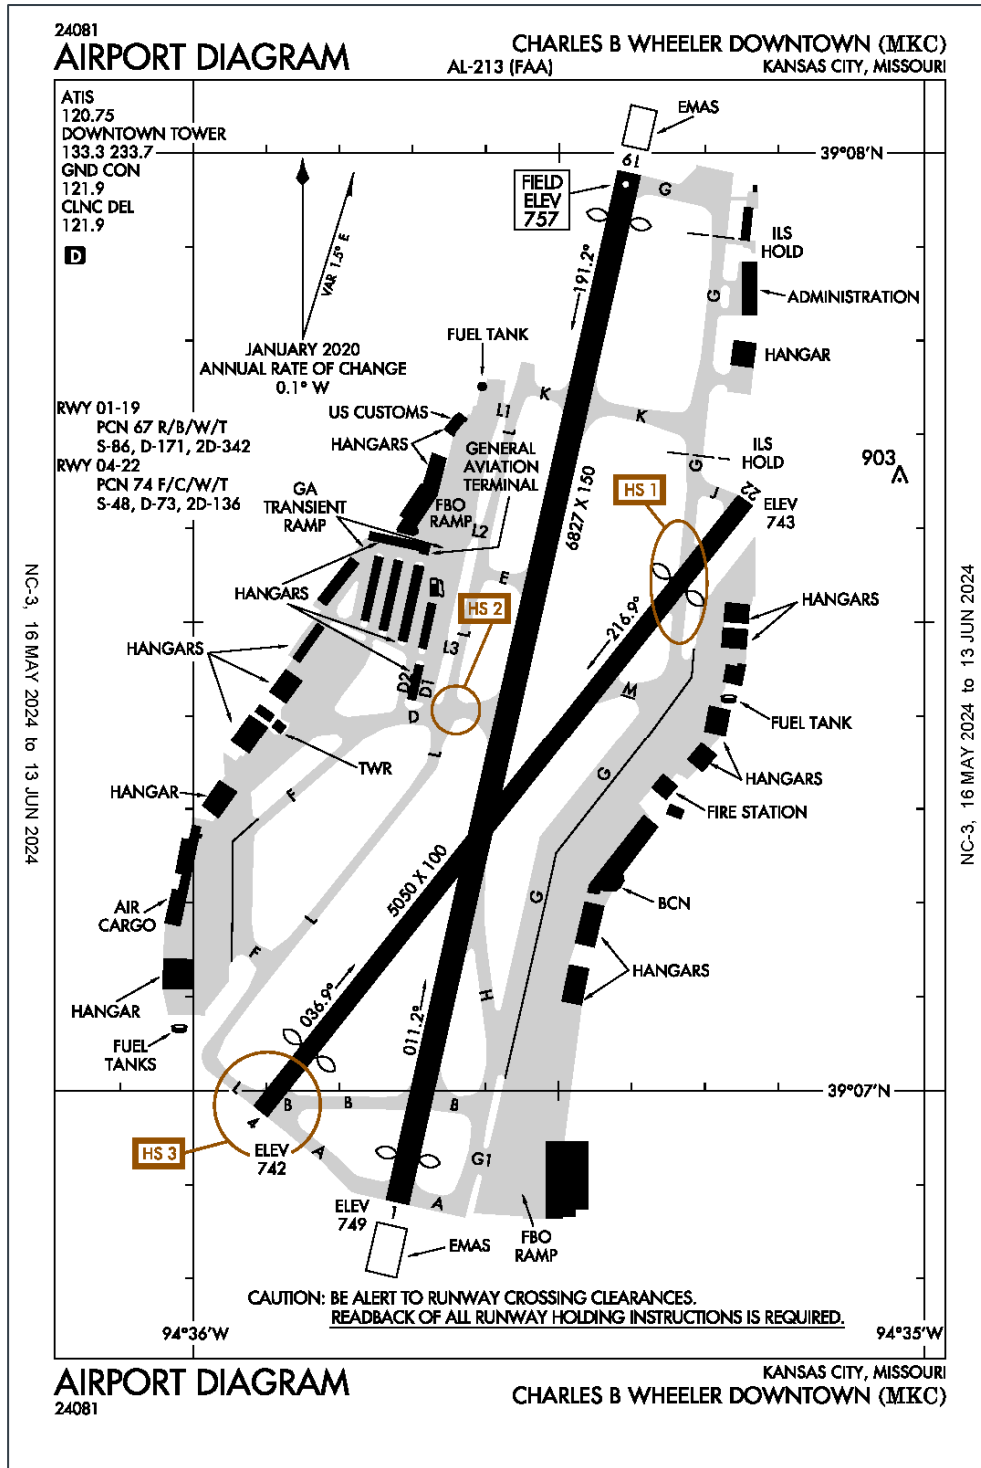 24081
AIRPORT DIAGRAM
AL-213 (FAA)
CHARLES B WHEELER DOWNTOWN (MKC)
KANSAS CITY, MISSOURI
ATIS
120.75
DOWNTOWN TOWER
133.3 233.7
GND CON
121.9
CLNC DEL
121.9
D
VAR 1.5° E
JANUARY 2020
ANNUAL RATE OF CHANGE
0.1° W
RWY 01-19
PCN 67 R/B/W/T
S-86, D-171, 2D-342
RWY 04-22
PCN 74 F/C/W/T
S-48, D-73, 2D-136
EMAS
39°08'N
19
FIELD
ELEV
757
G
ILS
HOLD
191.2°
G
ADMINISTRATION
HANGAR
FUEL TANK
K
K
L1
L
US CUSTOMS
HANGARS
GENERAL
AVIATION
TERMINAL
ILS
HOLD
G
903
HS 1
J
22
ELEV
743
GA
TRANSIENT
RAMP
FBO
RAMP
L2
6827 X 150
E
HANGARS
HS 2
216.9°
HANGARS
HANGARS
L
L3
D2
D1
D
M
FUEL TANK
L
TWR
G
HANGARS
HANGAR
F
FIRE STATION
5050 X 100
G
BCN
AIR
CARGO
L
F
HANGARS
HANGAR
036.9°
011.2°
H
FUEL
TANKS
L
B
B
B
39°07'N
4
HS 3
ELEV
742
A
G1
ELEV
749
1
A
FBO
RAMP
EMAS
CAUTION: BE ALERT TO RUNWAY CROSSING CLEARANCES.
READBACK OF ALL RUNWAY HOLDING INSTRUCTIONS IS REQUIRED.
94°36'W
94°35'W
NC-3, 16 MAY 2024 to 13 JUN 2024
NC-3, 16 MAY 2024 to 13 JUN 2024
AIRPORT DIAGRAM
24081
KANSAS CITY, MISSOURI
CHARLES B WHEELER DOWNTOWN (MKC)